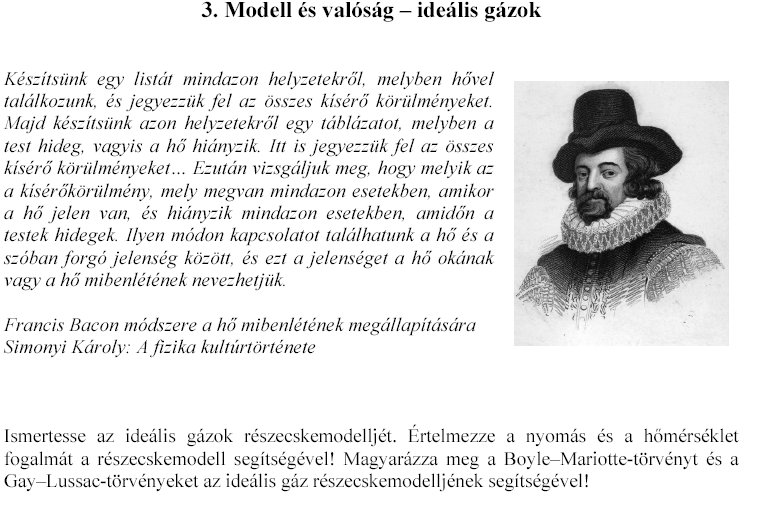 3. Modell és valóság – ideális gázok
Készítsünk egy listát mindazon helyzetekről, melyben hővel
találkozunk, és jegyezzük fel az összes kísérő körülményeket.
Majd készítsünk azon helyzetekről egy táblázatot, melyben a
test hideg, vagyis a hő hiányzik. Itt is jegyezzük fel az összes
kísérő körülményeket… Ezután vizsgáljuk meg, hogy melyik az
a kísérőkörülmény, mely megvan mindazon esetekben, amikor
a hő jelen van, és hiányzik mindazon esetekben, amidőn a
testek hidegek. Ilyen módon kapcsolatot találhatunk a hő és a
szóban forgó jelenség között, és ezt a jelenséget a hő okának
vagy a hő mibenlétének nevezhetjük.
Francis Bacon módszere a hő mibenlétének megállapítására
Simonyi Károly: A fizika kultúrtörténete
Ismertesse az ideális gázok részecskemodelljét. Értelmezze a nyomás és a hőmérséklet
fogalmát a részecskemodell segítségével! Magyarázza meg a Boyle–Mariotte-törvényt és a
Gay–Lussac-törvényeket az ideális gáz részecskemodelljének segítségével!